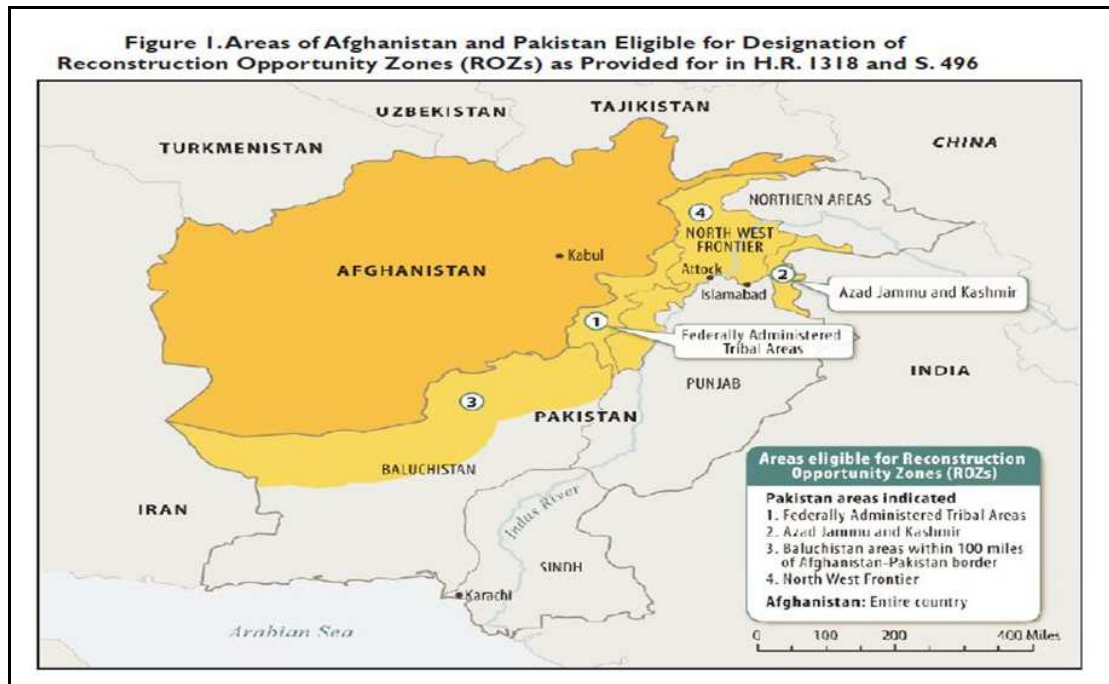 Figure 1. Areas of Afghanistan and Pakistan Eligible for Designation of
Reconstruction Opportunity Zones (ROZs) as Provided for in H.R. 1318 and S. 496
UZBEKISTAN
TAJIKISTAN
TURKMENISTAN
CHINA
NORTHERN AREAS
4
NORTH WEST
FRONTIER
Kabul
AFGHANISTAN
Attock
2
Islamabad
Azad Jammu and Kashmir
1
Federally Administered
Tribal Areas
INDIA
PUNJAB
3
PAKISTAN
BALUCHISTAN
IRAN
Indus River
SINDH
Karachi
Arabian Sea
Areas eligible for Reconstruction
Opportunity Zones (ROZs)
Pakistan areas indicated
1. Federally Administered Tribal Areas
2. Azad Jammu and Kashmir
3. Baluchistan areas within 100 miles
of Afghanistan-Pakistan border
4. North West Frontier
Afghanistan: Entire country
0 100 200 400 Miles